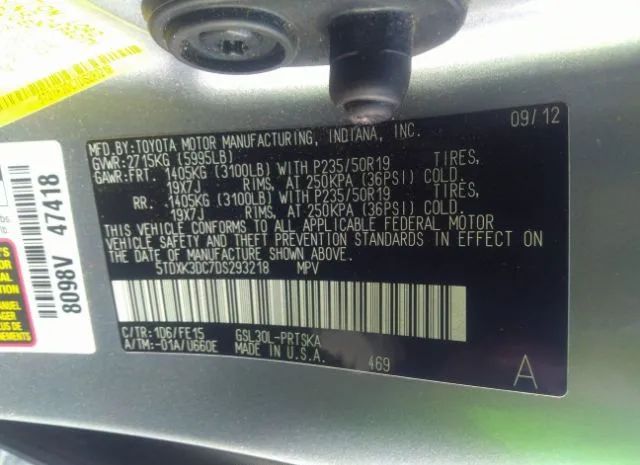 09/12
MFD.BY:TOYOTA MOTOR MANUFACTURING, INDIANA, INC.
GVWR:2715KG (5995LB)
GAWR:FRT. 1405KG (3100LB) WITH P235/50R19 TIRES,
19X7J RIMS, AT 250KPA (36PSI) COLD.
RR. 1405KG (3100LB) WITH P235/50R19 TIRES,
19X7J RIMS, AT 250KPA (36PSI) COLD.
THIS VEHICLE CONFORMS TO ALL APPLICABLE FEDERAL MOTOR
VEHICLE SAFETY AND THEFT PREVENTION STANDARDS IN EFFECT ON
THE DATE OF MANUFACTURE SHOWN ABOVE.
5TDXK3DC7DS293218 MPV
C/TR:1D6/FE15 GSL30L-PRTSKA
A/TM:-01A/U660E MADE IN U.S.A.
469
A
8098V 47418
lbs.